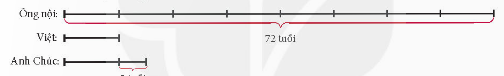 Ông nội:
72 tuổi
Việt:
Anh Chúc: